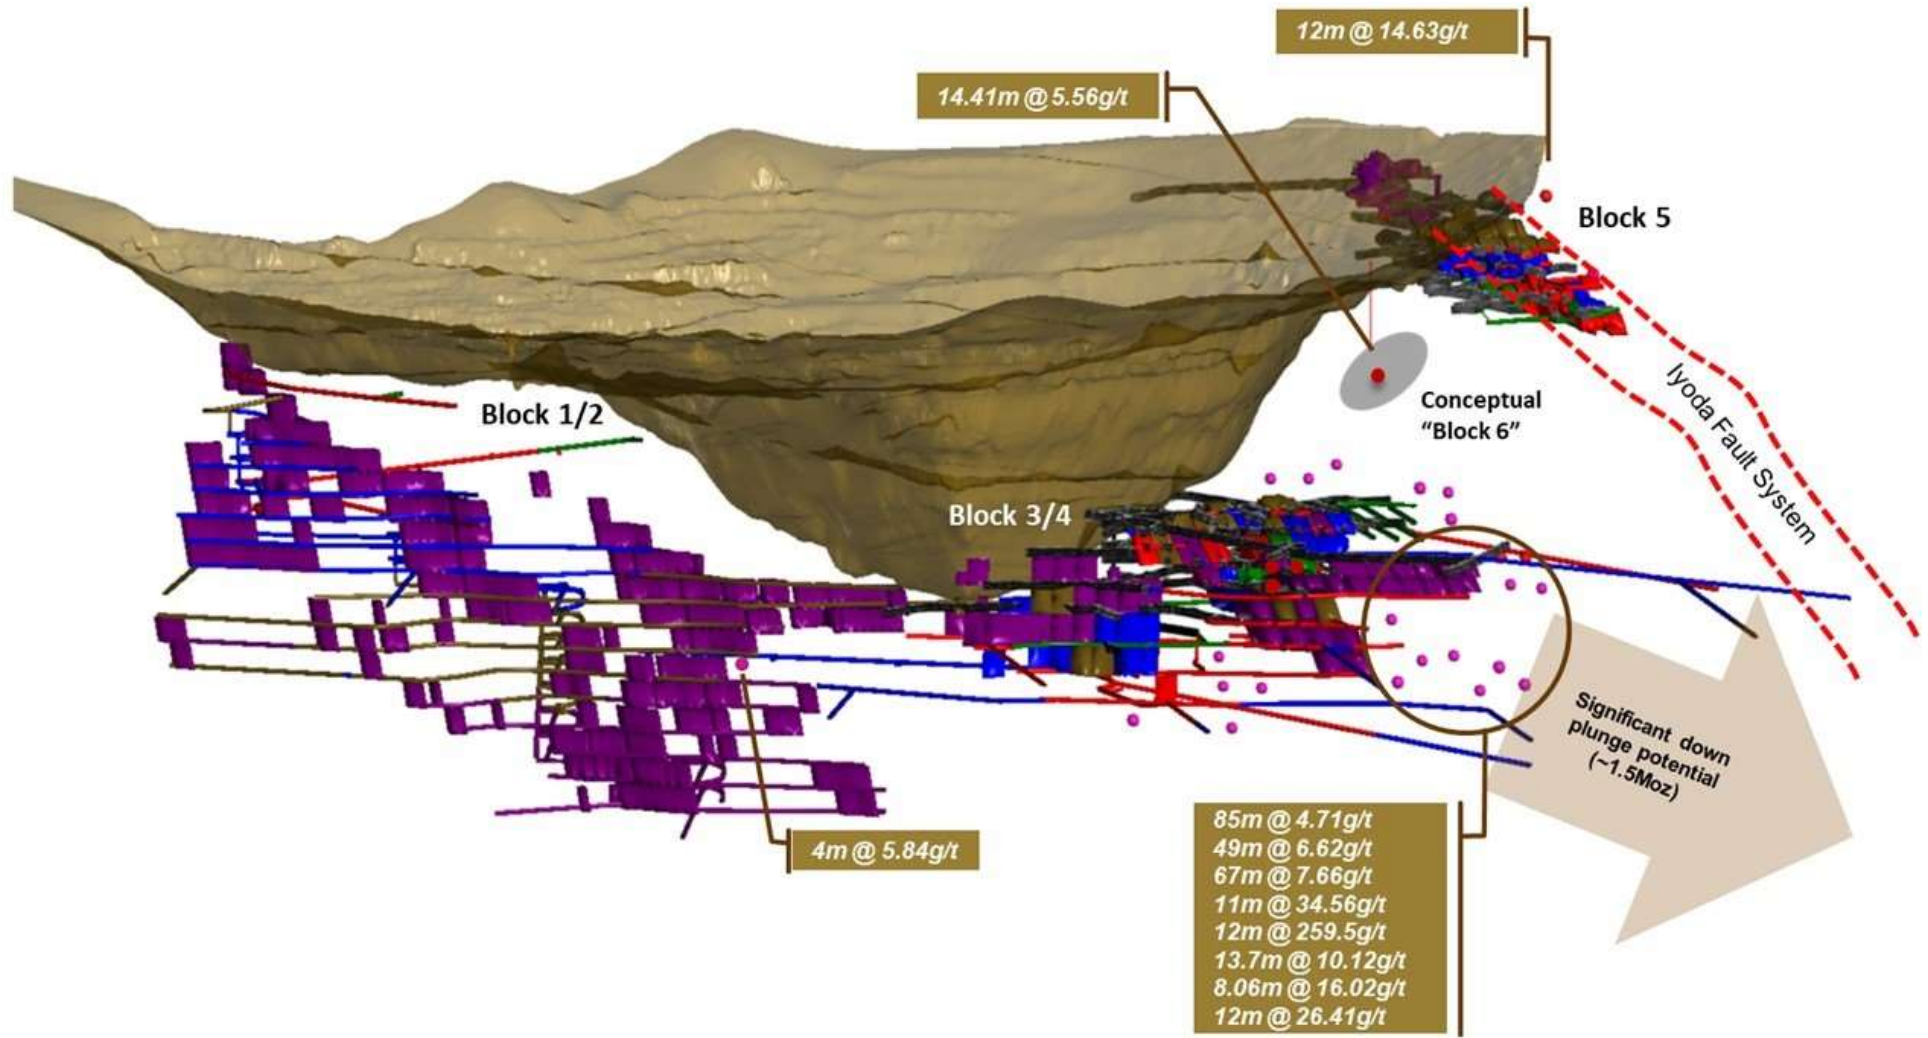 12m @ 14.63g/t
14.41m @ 5.56g/t
Block 5
Iyoda Fault System
Conceptual
“Block 6”
Block 1/2
Block 3/4
Significant down
plunge potential
(~1.5Moz)
4m @ 5.84g/t
85m @ 4.71g/t
49m @ 6.62g/t
67m @ 7.66g/t
11m @ 34.56g/t
12m @ 259.5g/t
13.7m @ 10.12g/t
8.06m @ 16.02g/t
12m @ 26.41g/t